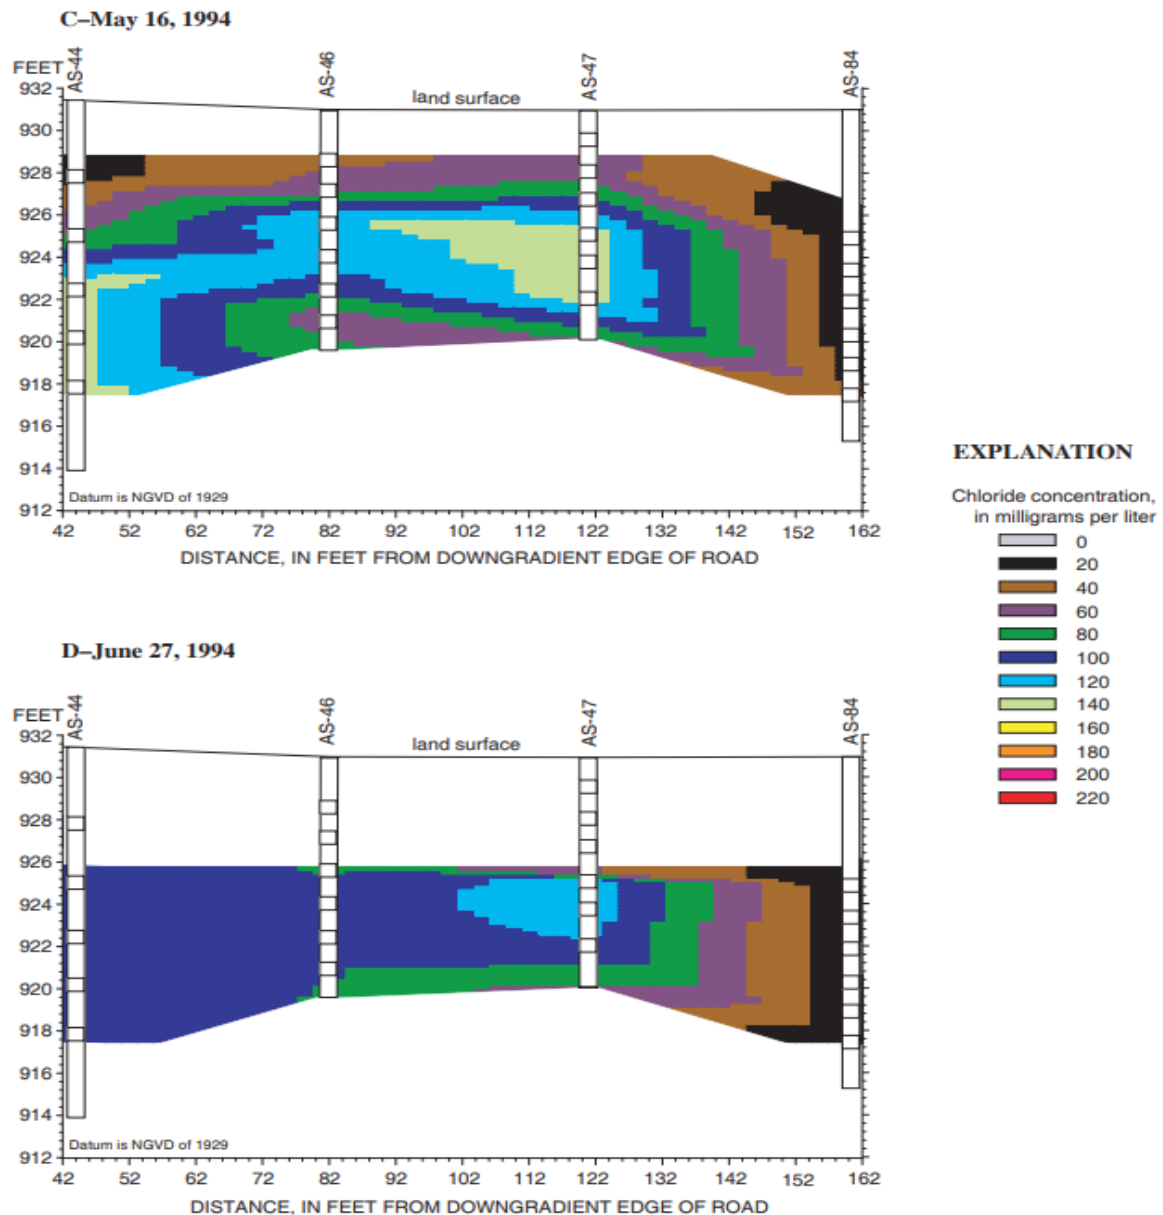 C–May 16, 1994
FEET
AS-44
AS-46
AS-47
AS-84
932
930
928
926
924
922
920
918
916
914
912
land surface
Datum is NGVD of 1929
42 52 62 72 82 92 102 112 122 132 142 152 162
DISTANCE, IN FEET FROM DOWNGRADIENT EDGE OF ROAD
EXPLANATION
Chloride concentration,
in milligrams per liter
0
20
40
60
80
100
120
140
160
180
200
220
D–June 27, 1994
FEET
AS-44
AS-46
AS-47
AS-84
932
930
928
926
924
922
920
918
916
914
912
land surface
Datum is NGVD of 1929
42 52 62 72 82 92 102 112 122 132 142 152 162
DISTANCE, IN FEET FROM DOWNGRADIENT EDGE OF ROAD